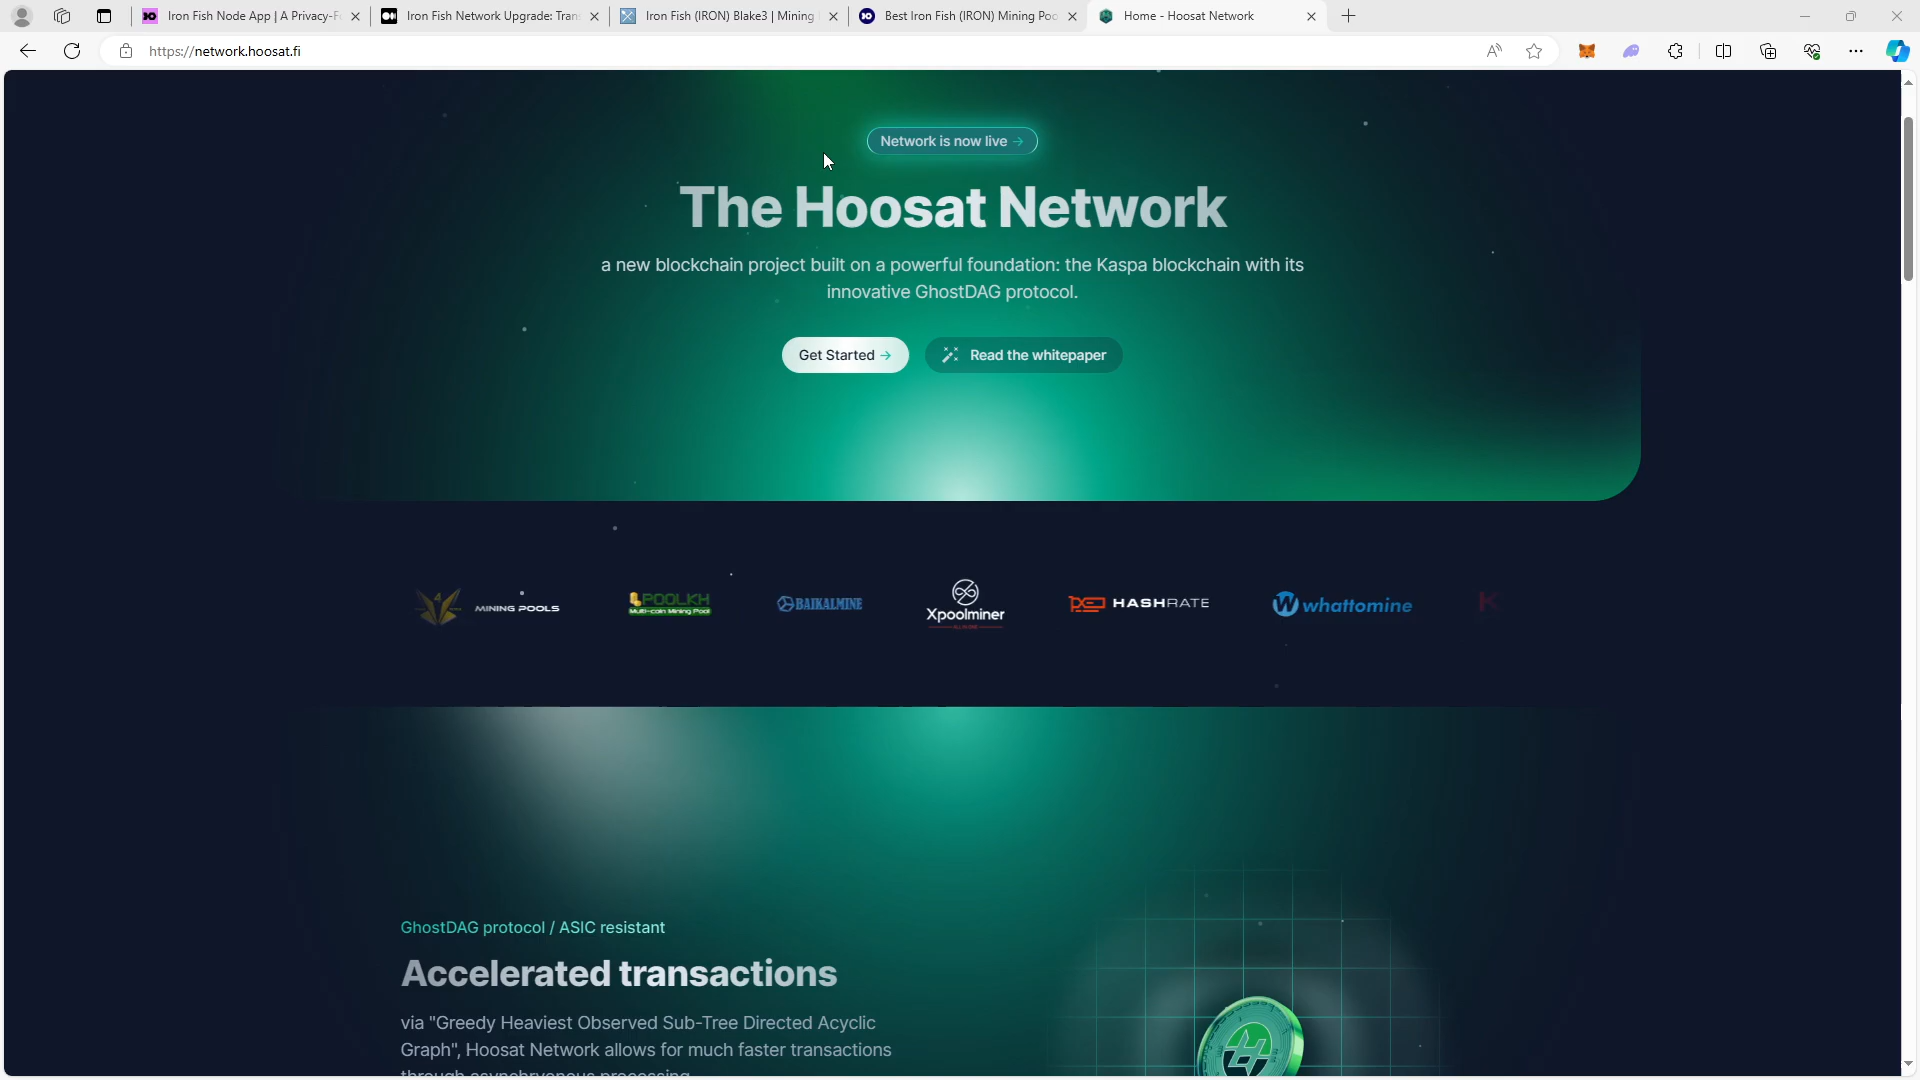 Iron Fish Node App | A Privacy-F
Iron Fish Network Upgrade: Tran
Iron Fish (IRON) Blake3 | Mining
Best Iron Fish (IRON) Mining Poo
Home - Hoosat Network
https://network.hoosat.fi
Network is now live →
The Hoosat Network
a new blockchain project built on a powerful foundation: the Kaspa blockchain with its
innovative GhostDAG protocol.
Get Started →
Read the whitepaper
4 MINING POOLS
POOLKH
Multi-coin Mining Pool
BAIKALMINE
Xpoolminer
HASHRATE
whattomine
K
GhostDAG protocol / ASIC resistant
Accelerated transactions
via "Greedy Heaviest Observed Sub-Tree Directed Acyclic
Graph", Hoosat Network allows for much faster transactions
through asynchronous processing